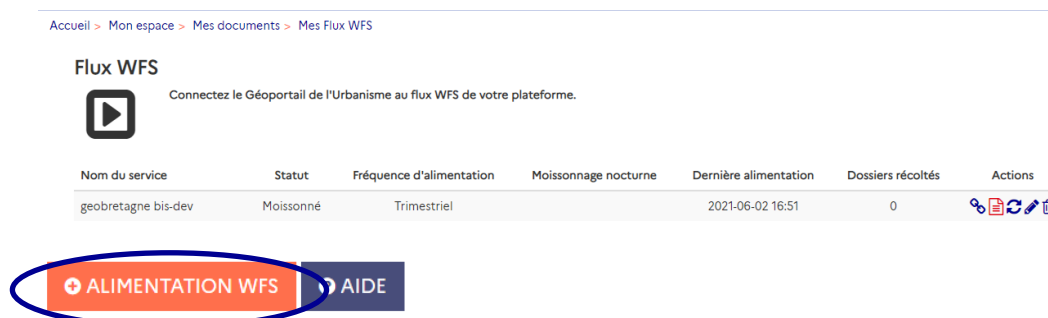 Accueil > Mon espace > Mes documents > Mes Flux WFS
Flux WFS
Connectez le Géoportail de l'Urbanisme au flux WFS de votre plateforme.
Nom du service Statut Fréquence d'alimentation Moissonnage nocturne Dernière alimentation Dossiers récoltés Actions
geobretagne bis-dev Moissonné Trimestriel 2021-06-02 16:51 0
ALIMENTATION WFS AIDE